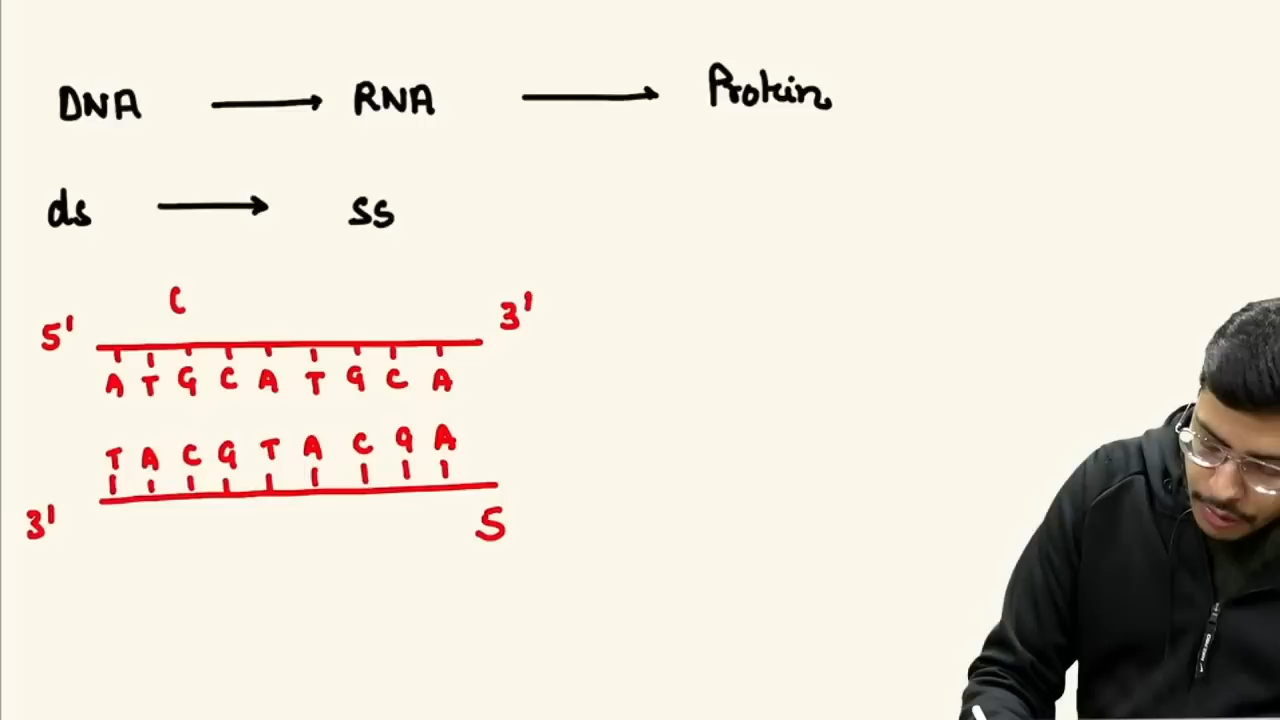 DNA → RNA → Protein
ds → ss
C
5' 3'
A T G C A T G C A
T A C G T A C G A
3' 5